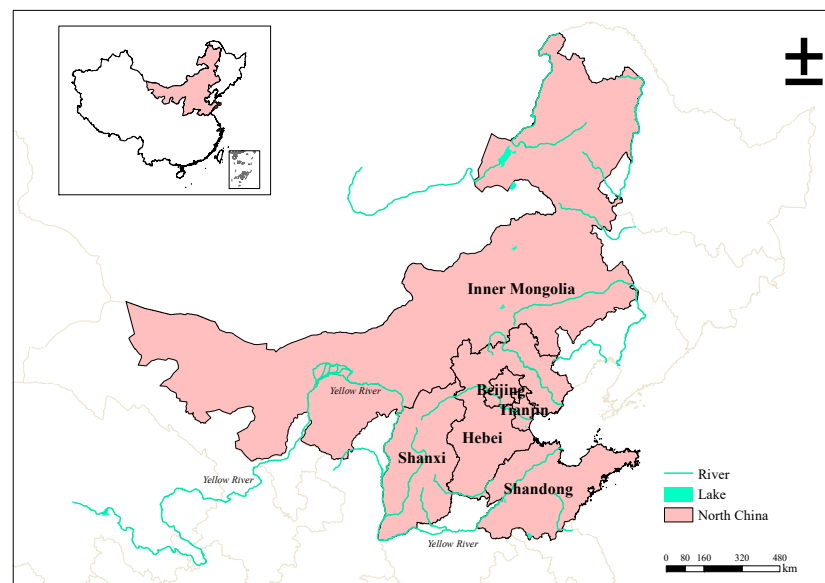 Inner Mongolia
Yellow River
Beijing
Tianjin
Hebei
Shanxi
Yellow River
Shandong
Yellow River
River
Lake
North China
0 80 160 320 480
km